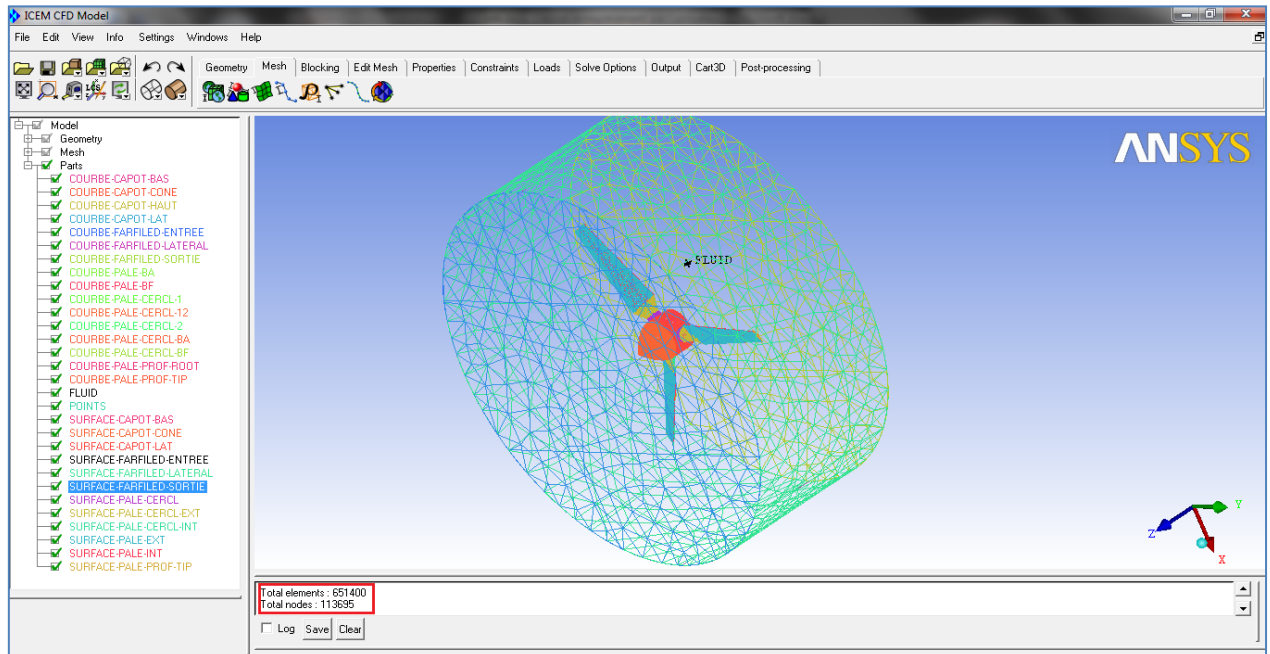 ICEM CFD Model
File Edit View Info Settings Windows Help
Geometry Mesh Blocking Edit Mesh Properties Constraints Loads Solve Options Output Cart3D Post-processing
Model
Geometry
Mesh
Parts
COURBE-CAPOT-BAS
COURBE-CAPOT-CONE
COURBE-CAPOT-HAUT
COURBE-CAPOT-LAT
COURBE-FARFILED-ENTREE
COURBE-FARFILED-LATERAL
COURBE-FARFILED-SORTIE
COURBE-PALE-BA
COURBE-PALE-BF
COURBE-PALE-CERCL-1
COURBE-PALE-CERCL-12
COURBE-PALE-CERCL-2
COURBE-PALE-CERCL-BA
COURBE-PALE-CERCL-BF
COURBE-PALE-PROF-ROOT
COURBE-PALE-PROF-TIP
FLUID
POINTS
SURFACE-CAPOT-BAS
SURFACE-CAPOT-CONE
SURFACE-CAPOT-LAT
SURFACE-FARFILED-ENTREE
SURFACE-FARFILED-LATERAL
SURFACE-FARFILED-SORTIE
SURFACE-PALE-CERCL
SURFACE-PALE-CERCL-EXT
SURFACE-PALE-CERCL-INT
SURFACE-PALE-EXT
SURFACE-PALE-INT
SURFACE-PALE-PROF-TIP
ANSYS
FLUID
Y
Z
X
Total elements : 651400
Total nodes : 113695
Log Save Clear